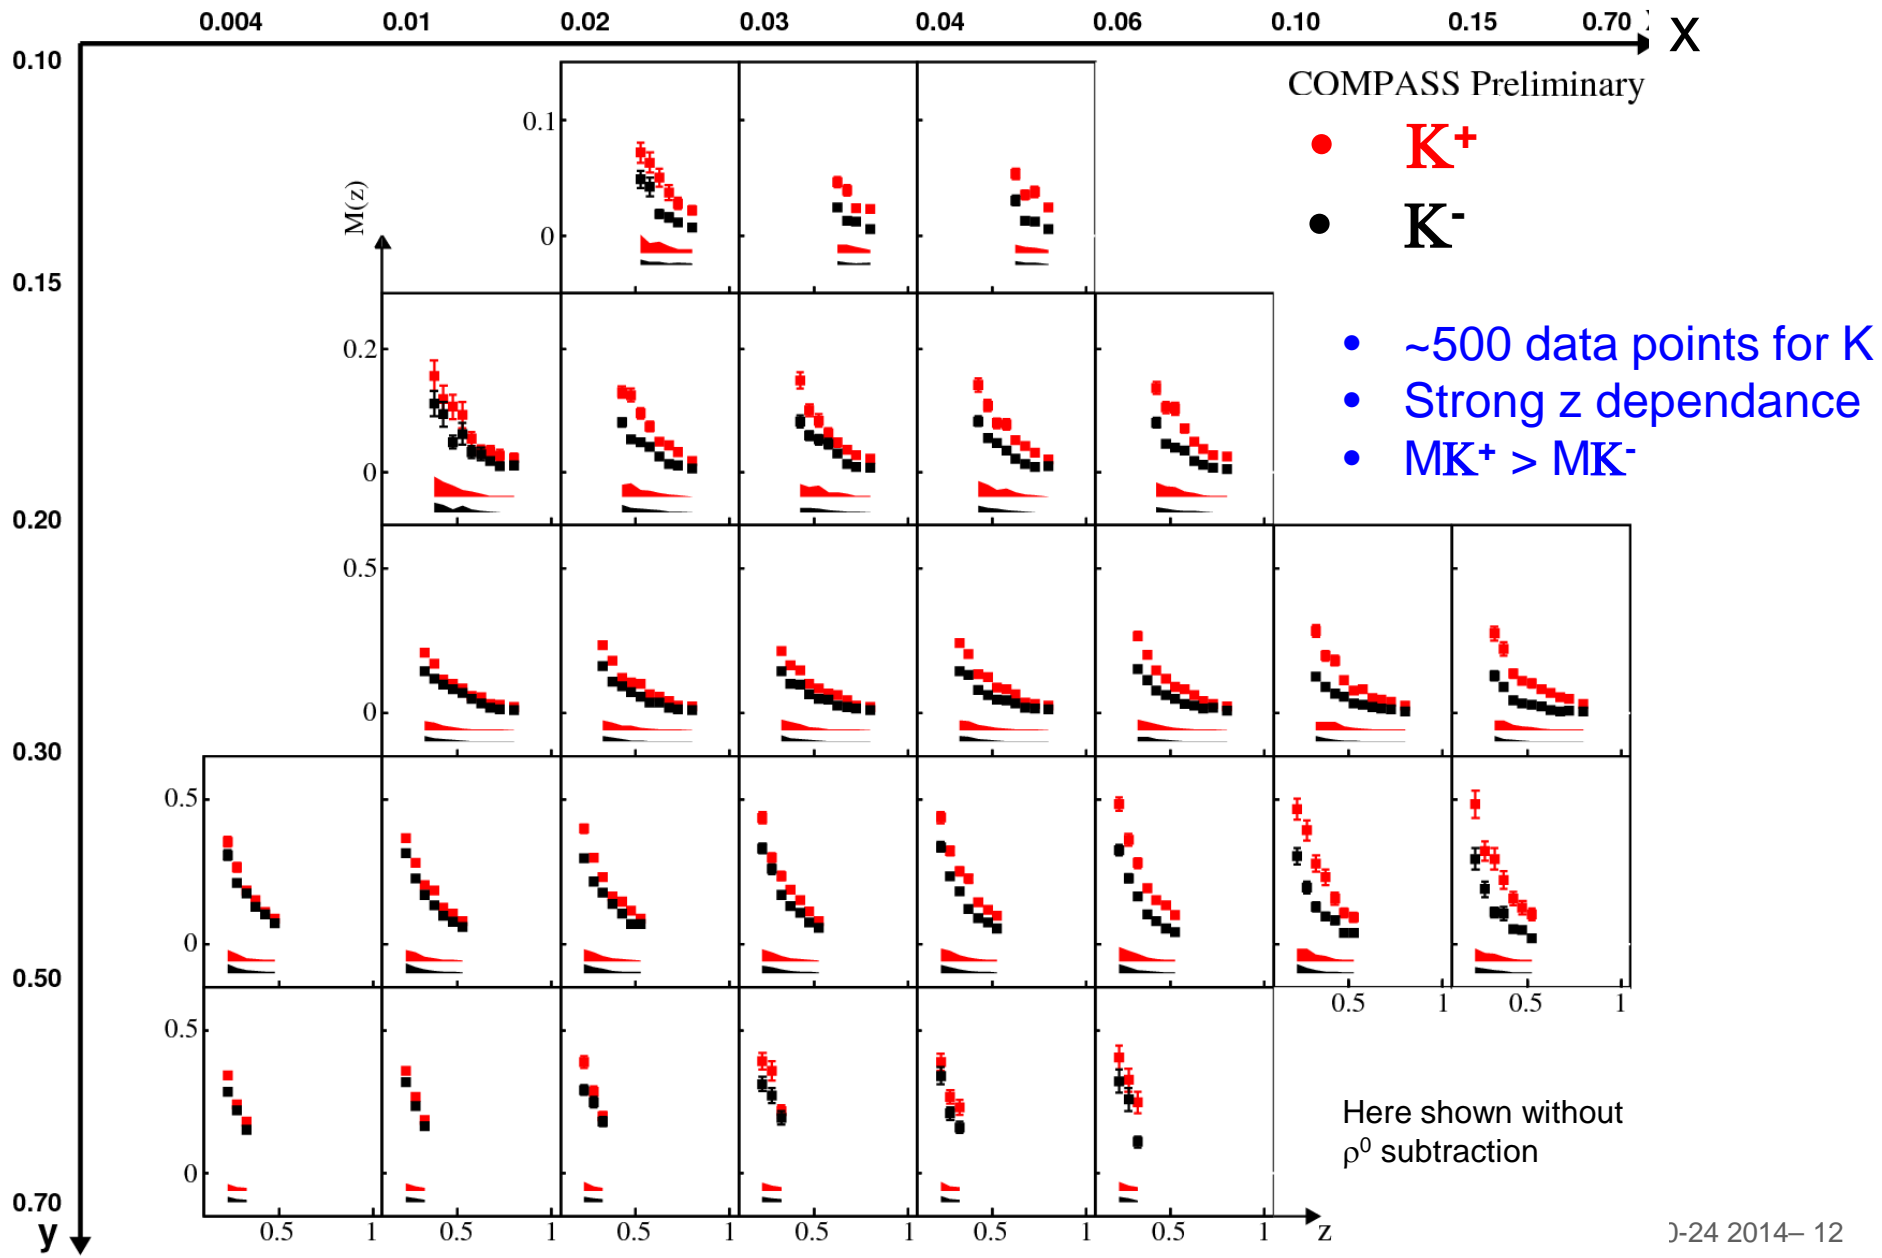 0.004 0.01 0.02 0.03 0.04 0.06 0.10 0.15 0.70 x
0.10
COMPASS Preliminary
0.1
K+
M(z)
K-
0
0.15
0.2
~500 data points for K
Strong z dependance
MK+ > MK-
0
0.20
0.5
0
0.30
0.5
0
0.50
0.5 1 0.5 1
0.5
Here shown without
ρ0 subtraction
0
0.70
y
0.5 1 0.5 1 0.5 1 0.5 1 0.5 1 0.5 1 z
-24 2014– 12